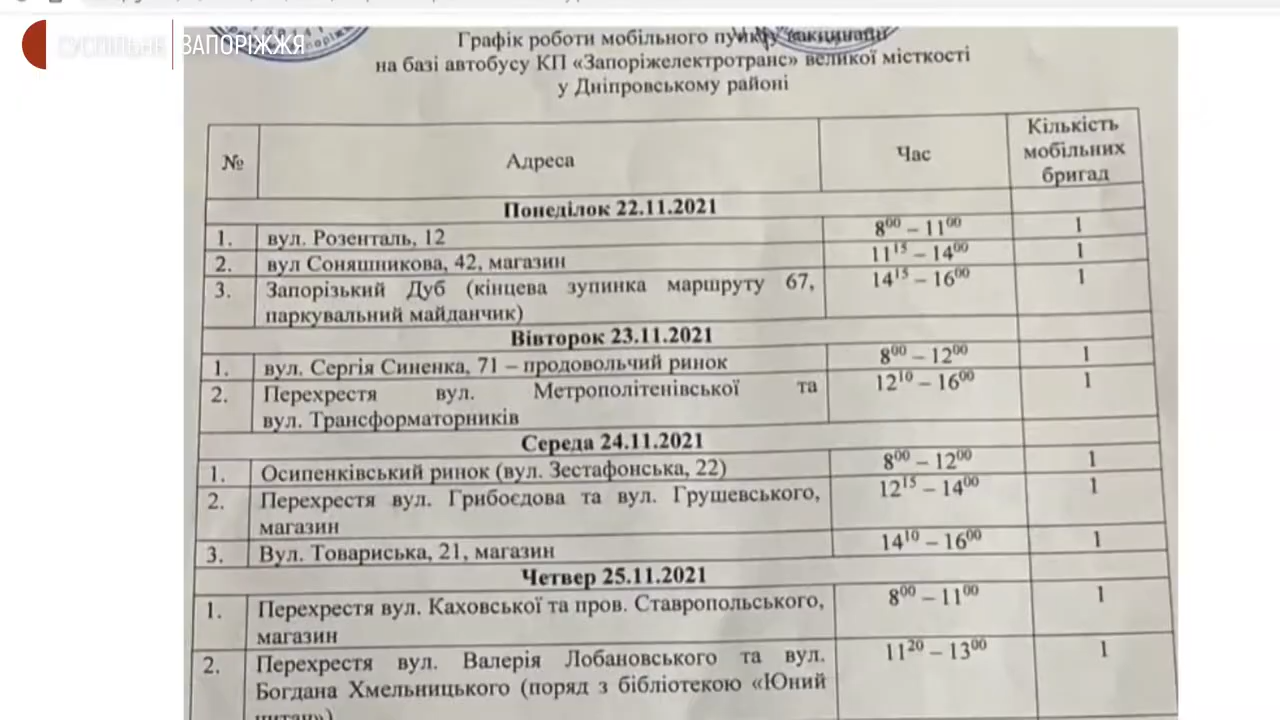 СУСПІЛЬНЕ ЗАПОРІЖЖЯ
Графік роботи мобільного пункту вакцинації
на базі автобусу КП «Запоріжелектротранс» великої місткості
у Дніпровському районі
№ Адреса Час Кількість мобільних бригад
Понеділок 22.11.2021
1. вул. Розенталь, 12 8⁰⁰ – 11⁰⁰ 1
2. вул Соняшникова, 42, магазин 11¹⁵ – 14⁰⁰ 1
3. Запорізький Дуб (кінцева зупинка маршруту 67, 14¹⁵ – 16⁰⁰ 1
паркувальний майданчик)
Вівторок 23.11.2021
1. вул. Сергія Синенка, 71 – продовольчий ринок 8⁰⁰ – 12⁰⁰ 1
2. Перехрестя вул. Метрополітенівської та 12¹⁰ – 16⁰⁰ 1
вул. Трансформаторників
Середа 24.11.2021
1. Осипенківський ринок (вул. Зестафонська, 22) 8⁰⁰ – 12⁰⁰ 1
2. Перехрестя вул. Грибоєдова та вул. Грушевського, 12¹⁵ – 14⁰⁰ 1
магазин
3. Вул. Товариська, 21, магазин 14¹⁰ – 16⁰⁰ 1
Четвер 25.11.2021
1. Перехрестя вул. Каховської та пров. Ставропольського, 8⁰⁰ – 11⁰⁰ 1
магазин
2. Перехрестя вул. Валерія Лобановського та вул. 11²⁰ – 13⁰⁰ 1
Богдана Хмельницького (поряд з бібліотекою «Юний